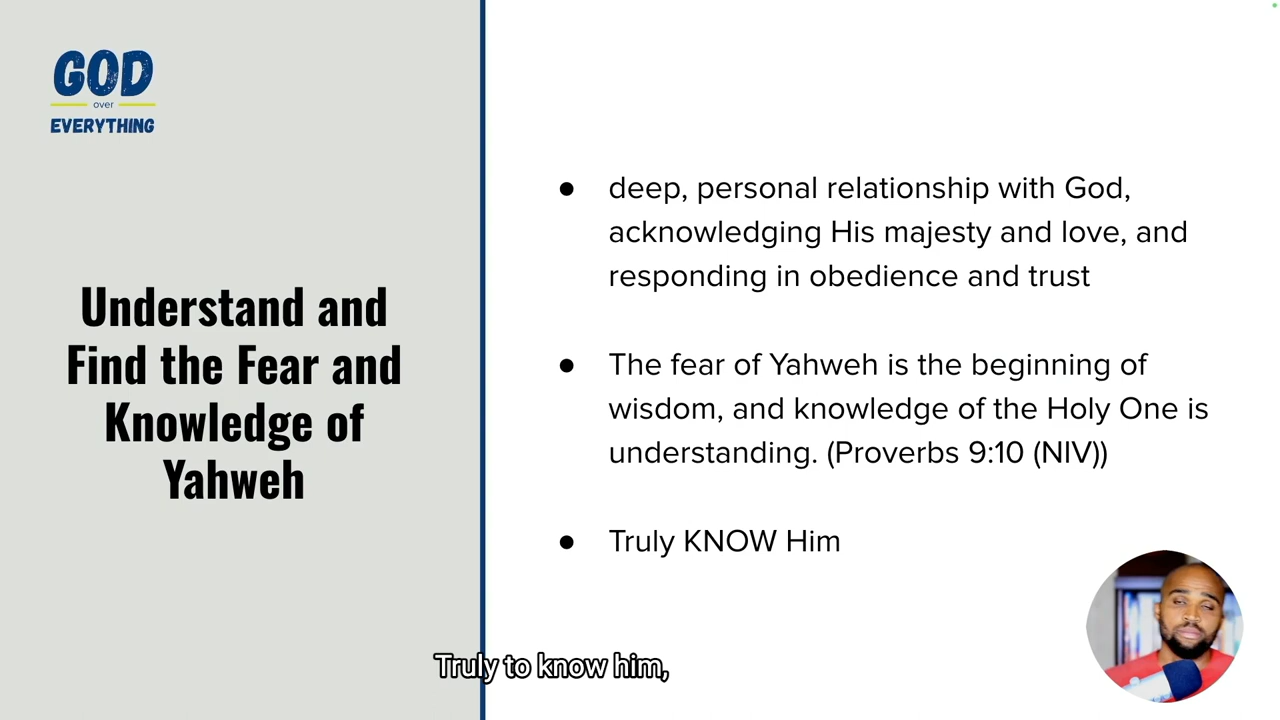 GOD
over
EVERYTHING
Understand and
Find the Fear and
Knowledge of
Yahweh
● deep, personal relationship with God,
acknowledging His majesty and love, and
responding in obedience and trust
● The fear of Yahweh is the beginning of
wisdom, and knowledge of the Holy One is
understanding. (Proverbs 9:10 (NIV))
● Truly KNOW Him
Truly to know him,